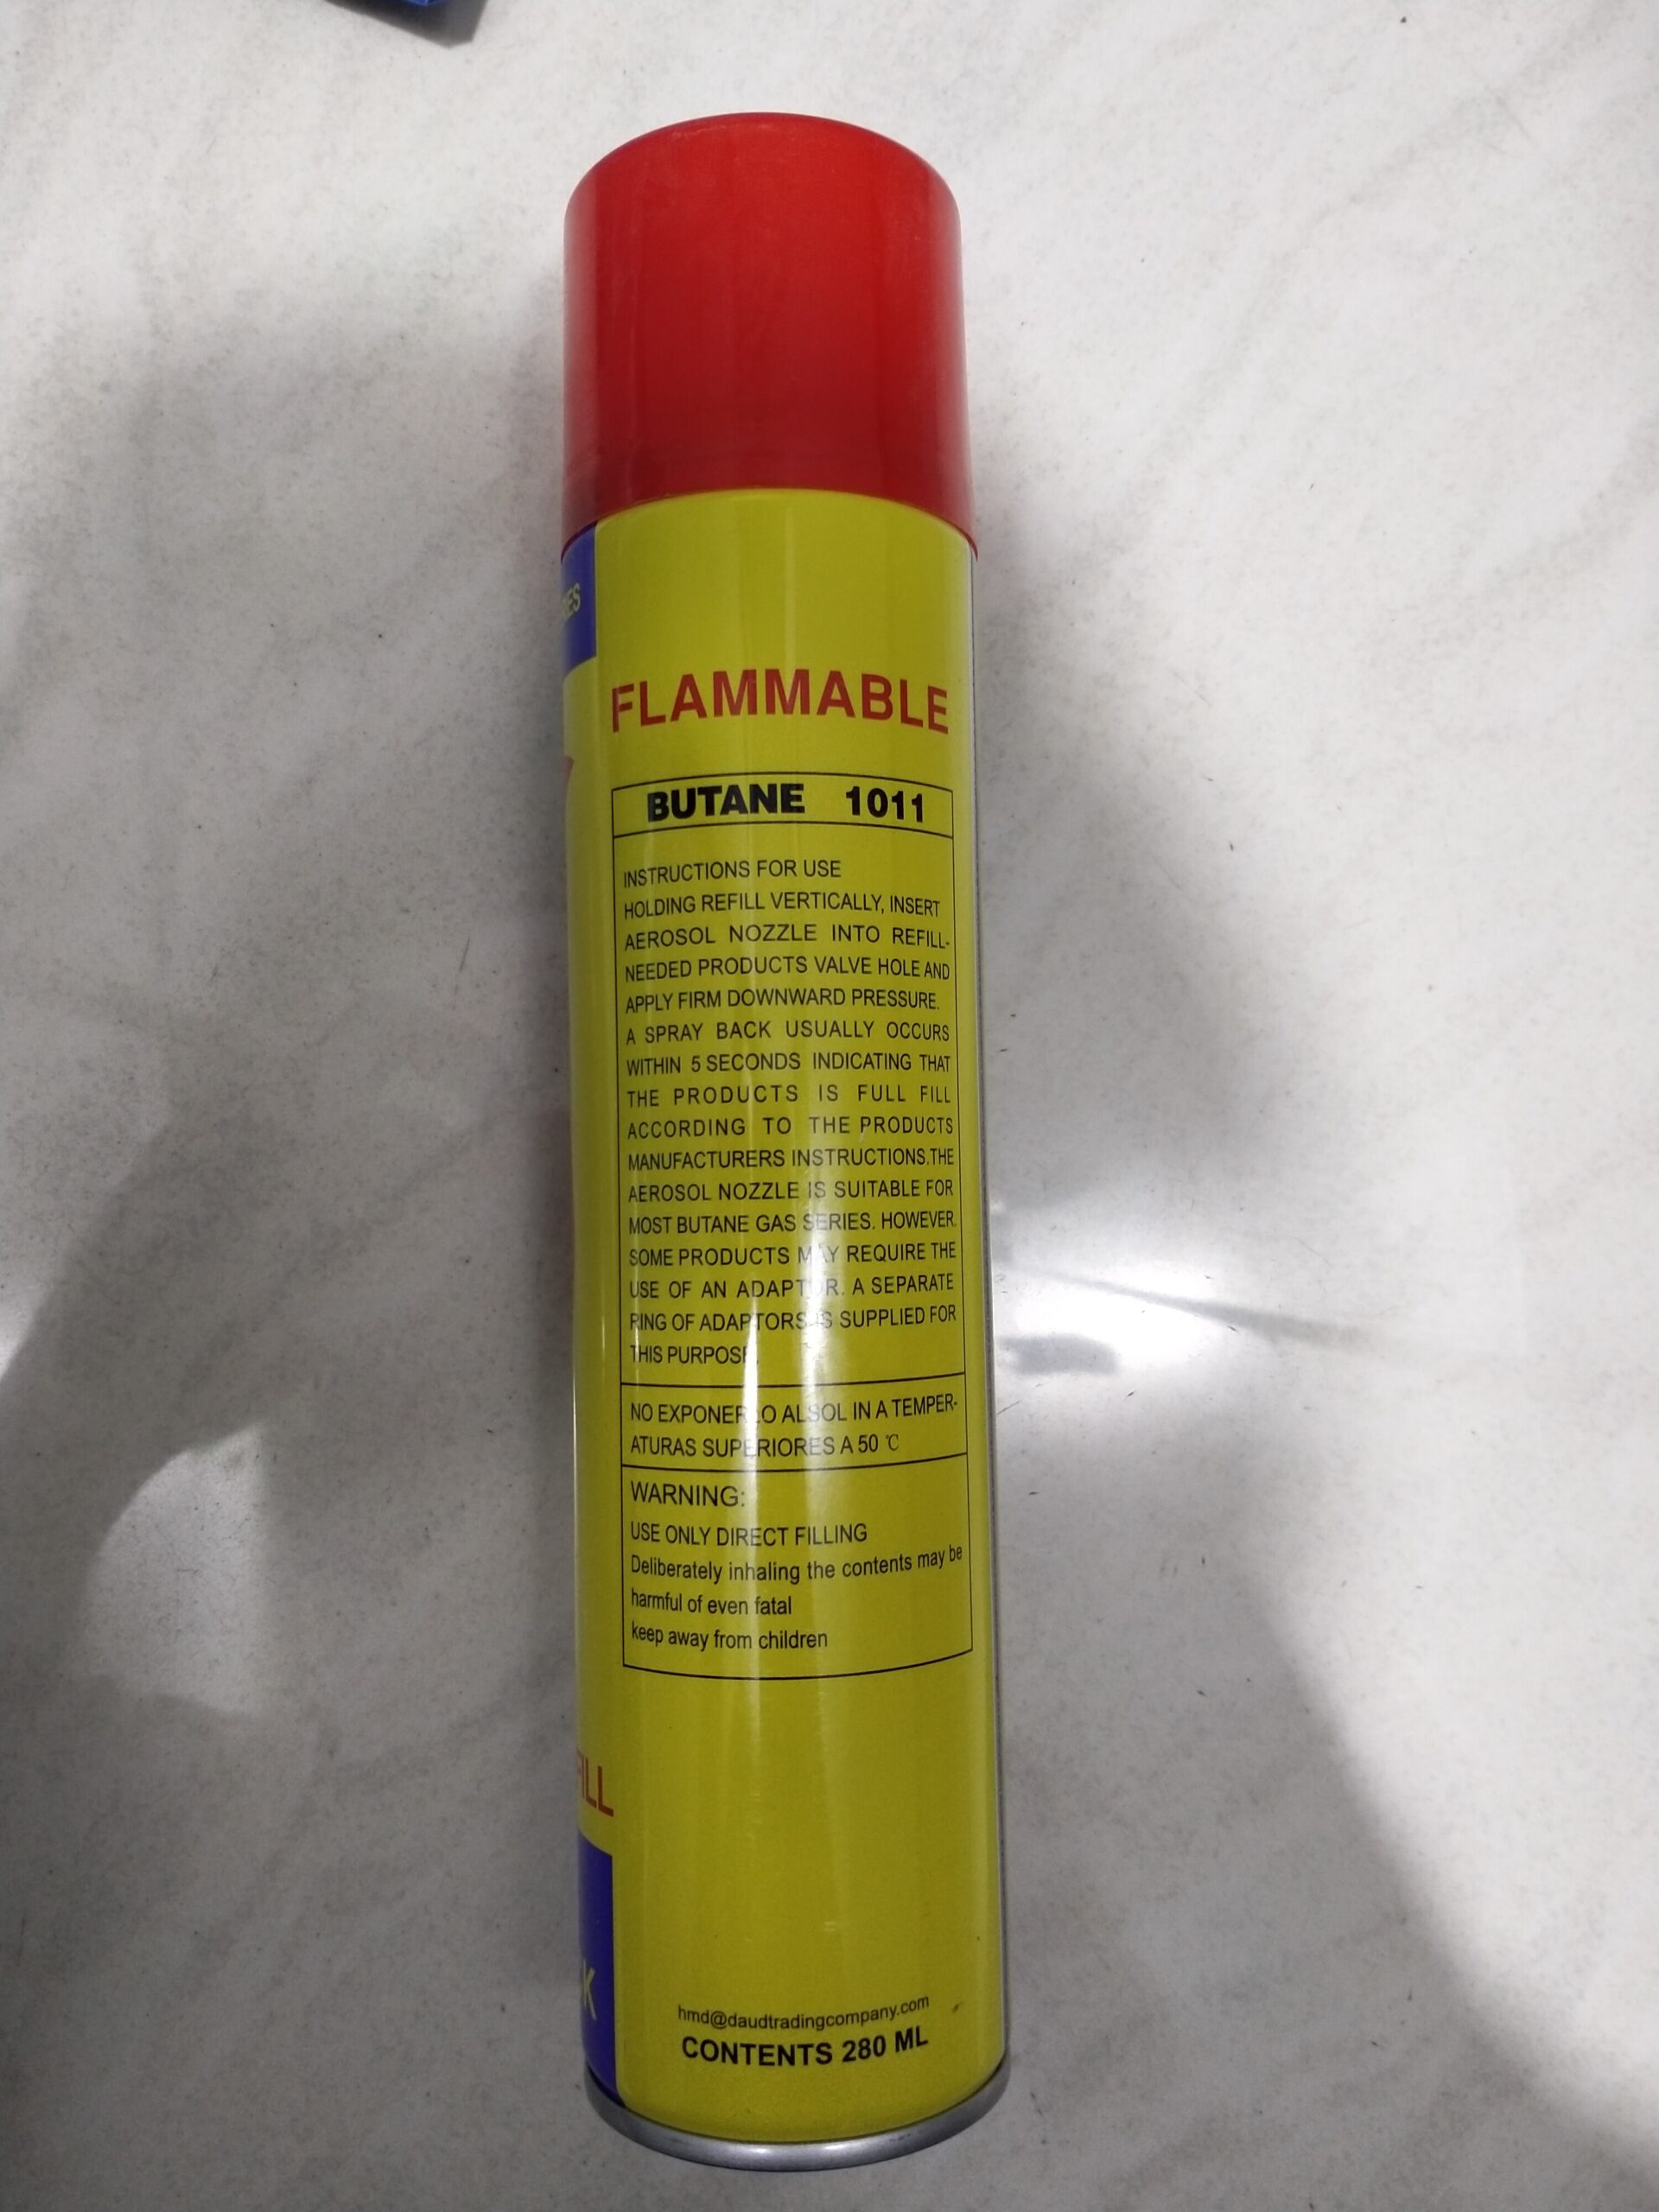 FLAMMABLE
BUTANE 1011
INSTRUCTIONS FOR USE
HOLDING REFILL VERTICALLY, INSERT
AEROSOL NOZZLE INTO REFILL-
NEEDED PRODUCTS VALVE HOLE AND
APPLY FIRM DOWNWARD PRESSURE.
A SPRAY BACK USUALLY OCCURS
WITHIN 5 SECONDS INDICATING THAT
THE PRODUCTS IS FULL FILL
ACCORDING TO THE PRODUCTS
MANUFACTURERS INSTRUCTIONS.THE
AEROSOL NOZZLE IS SUITABLE FOR
MOST BUTANE GAS SERIES. HOWEVER.
SOME PRODUCTS MAY REQUIRE THE
USE OF AN ADAPTOR. A SEPARATE
RING OF ADAPTORS IS SUPPLIED FOR
THIS PURPOSE.
NO EXPONERLO ALSOL IN A TEMPER-
ATURAS SUPERIORES A 50 ℃
WARNING:
USE ONLY DIRECT FILLING
Deliberately inhaling the contents may be
harmful of even fatal
keep away from children
hmd@daudtradingcompany.com
CONTENTS 280 ML